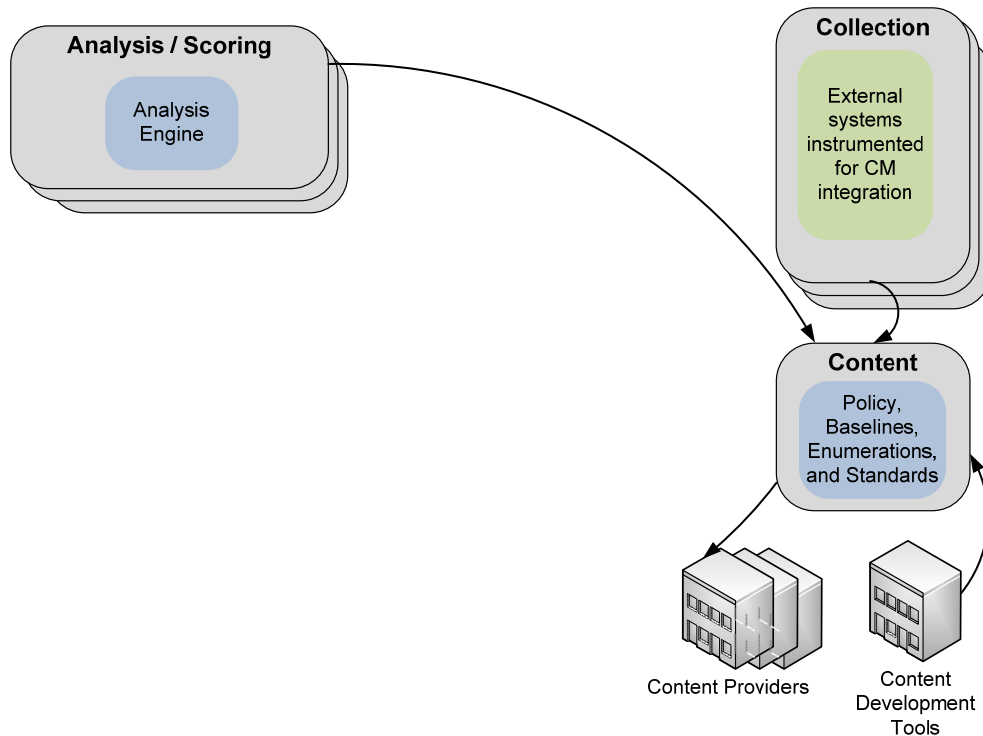 Analysis / Scoring
Analysis
Engine
Collection
External
systems
instrumented
for CM
integration
Content
Policy,
Baselines,
Enumerations,
and Standards
Content Providers
Content
Development
Tools